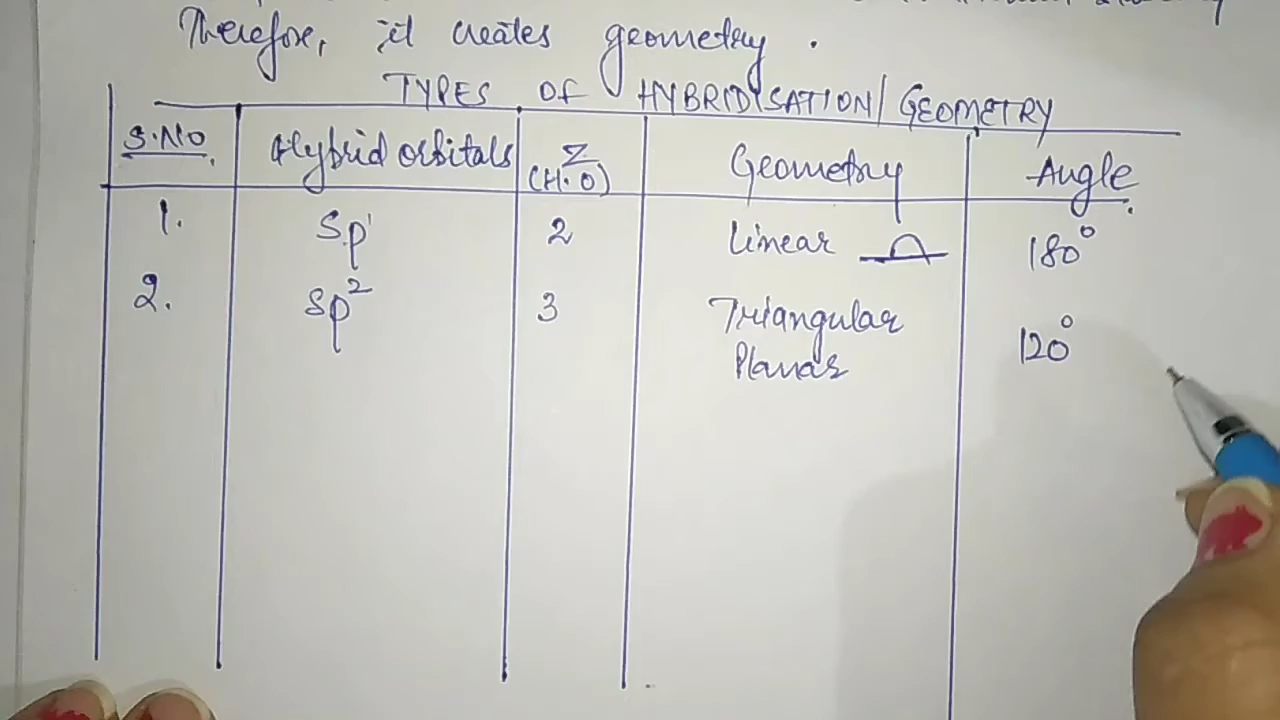 Therefore, it creates geometry.
TYPES OF HYBRIDISATION/GEOMETRY
S.NO. Hybrid orbitals Z (H.O) Geometry Angle.
1. sp¹ 2 Linear 180°
2. sp² 3 Triangular 120°
Planar